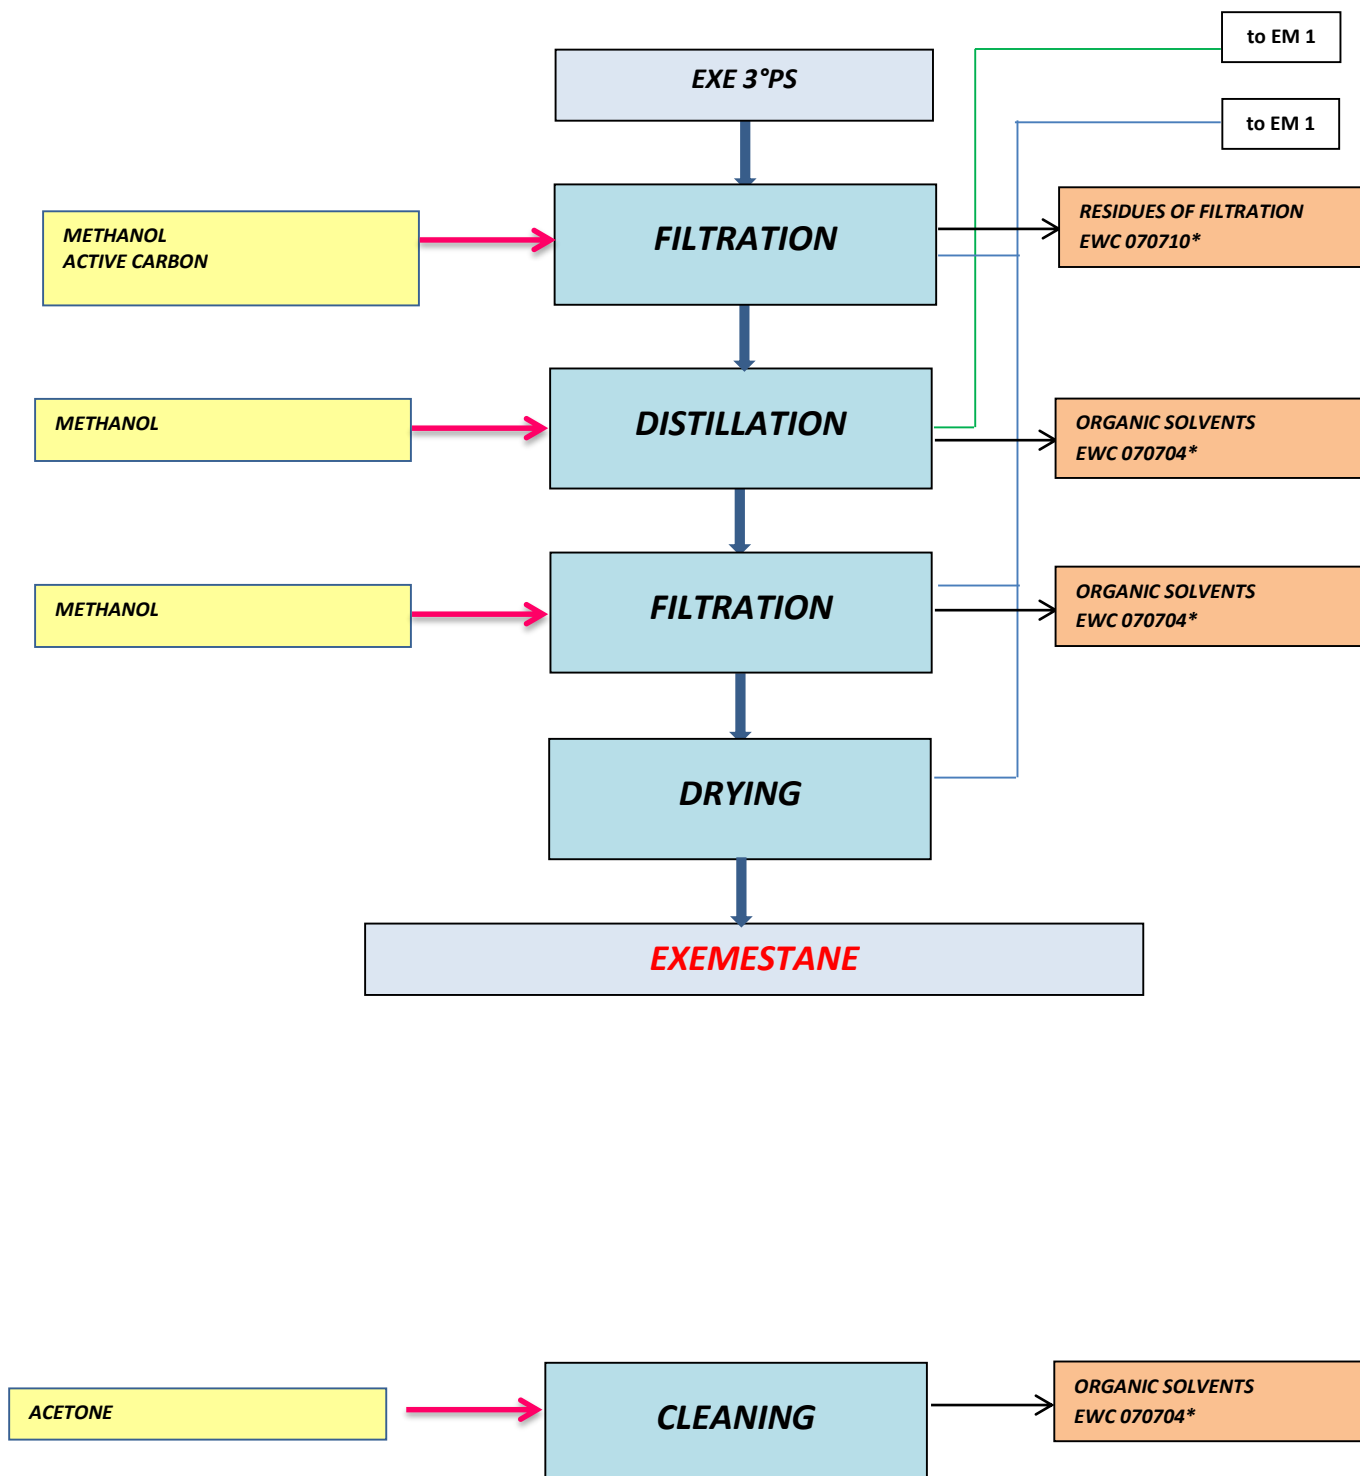 to EM 1
EXE 3°PS
to EM 1
METHANOL
ACTIVE CARBON
FILTRATION
RESIDUES OF FILTRATION
EWC 070710*
METHANOL
DISTILLATION
ORGANIC SOLVENTS
EWC 070704*
METHANOL
FILTRATION
ORGANIC SOLVENTS
EWC 070704*
DRYING
EXEMESTANE
ACETONE
CLEANING
ORGANIC SOLVENTS
EWC 070704*